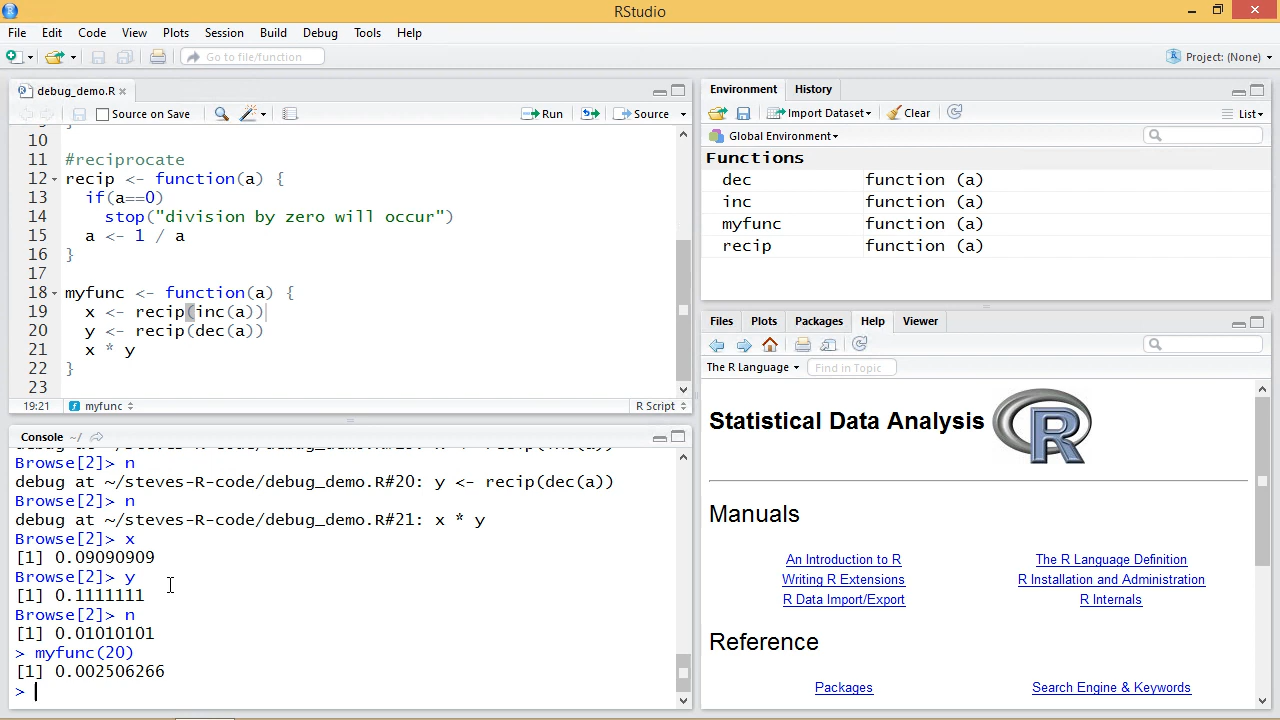 RStudio
File Edit Code View Plots Session Build Debug Tools Help
Go to file/function
Project: (None)
debug_demo.R
Source on Save
Run
Source
10
11 #reciprocate
12 recip <- function(a) {
13 if(a==0)
14 stop("division by zero will occur")
15 a <- 1 / a
16 }
17
18 myfunc <- function(a) {
19 x <- recip(inc(a))
20 y <- recip(dec(a))
21 x * y
22 }
23
19:21 myfunc R Script
Console ~/
Browse[2]> n
debug at ~/steves-R-code/debug_demo.R#20: y <- recip(dec(a))
Browse[2]> n
debug at ~/steves-R-code/debug_demo.R#21: x * y
Browse[2]> x
[1] 0.09090909
Browse[2]> y
[1] 0.1111111
Browse[2]> n
[1] 0.01010101
> myfunc(20)
[1] 0.002506266
>
Environment History
Import Dataset Clear List
Global Environment
Functions
dec function (a)
inc function (a)
myfunc function (a)
recip function (a)
Files Plots Packages Help Viewer
The R Language Find in Topic
Statistical Data Analysis R
Manuals
An Introduction to R The R Language Definition
Writing R Extensions R Installation and Administration
R Data Import/Export R Internals
Reference
Packages Search Engine & Keywords